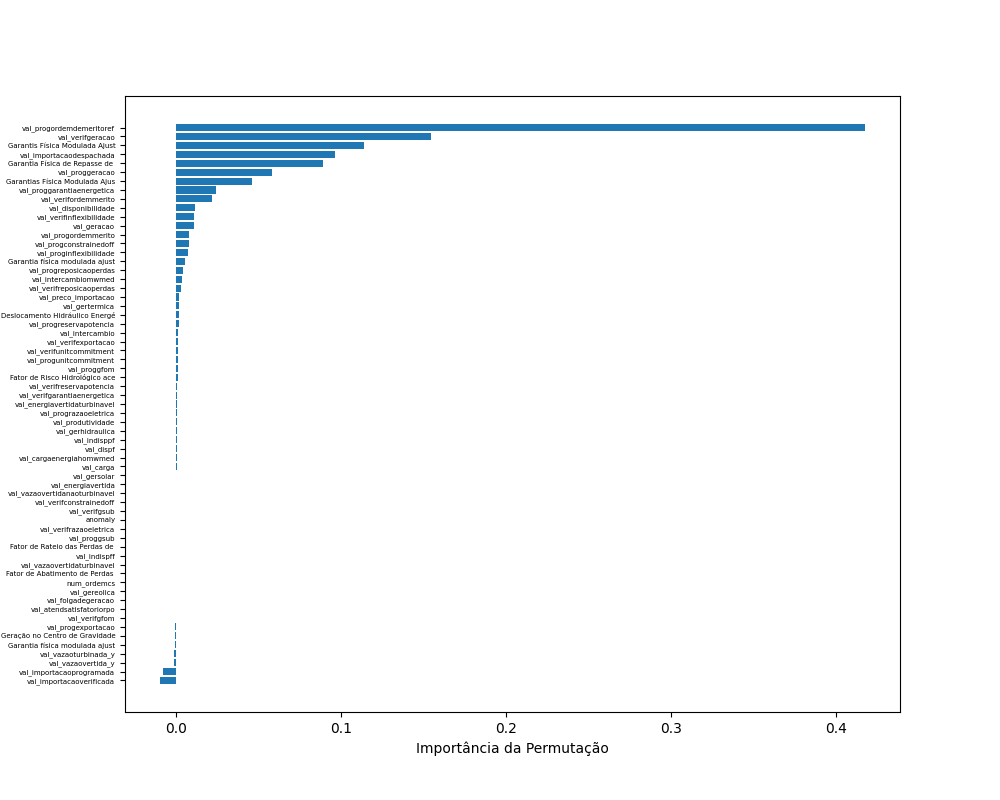 val_progordemdemeritoref
val_verifgeracao
Garantis Física Modulada Ajust
val_importacaodespachada
Garantia Física de Repasse de
val_proggeracao
Garantias Física Modulada Ajus
val_proggarantiaenergetica
val_verifordemmerito
val_disponibilidade
val_verifinflexibilidade
val_geracao
val_progordemmerito
val_progconstrainedoff
val_proginflexibilidade
Garantia física modulada ajust
val_progreposicaoperdas
val_intercambiomwmed
val_verifreposicaoperdas
val_preco_importacao
val_gertermica
Deslocamento Hidráulico Energé
val_progreservapotencia
val_intercambio
val_verifexportacao
val_verifunitcommitment
val_progunitcommitment
val_proggfom
Fator de Risco Hidrológico ace
val_verifreservapotencia
val_verifgarantiaenergetica
val_energiavertidaturbinavel
val_prograzaoeletrica
val_produtividade
val_gerhidraulica
val_indisppf
val_dispf
val_cargaenergiahomwmed
val_carga
val_gersolar
val_energiavertida
val_vazaovertidanaoturbinavel
val_verifconstrainedoff
val_verifgsub
anomaly
val_verifrazaoeletrica
val_proggsub
Fator de Rateio das Perdas de
val_indispff
val_vazaovertidaturbinavel
Fator de Abatimento de Perdas
num_ordemcs
val_gereolica
val_folgadegeracao
val_atendsatisfatoriorpo
val_verifgfom
val_progexportacao
Geração no Centro de Gravidade
Garantia física modulada ajust
val_vazaoturbinada_y
val_vazaovertida_y
val_importacaoprogramada
val_importacaoverificada
0.0 0.1 0.2 0.3 0.4
Importância da Permutação